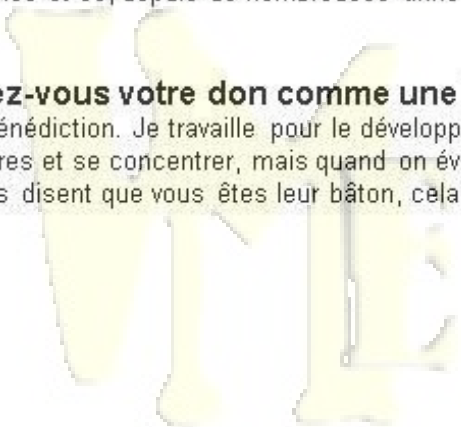 ez-vous votre don comme une
énédiction. Je travaille pour le développ
res et se concentrer, mais quand on év
s disent que vous êtes leur bâton, cela